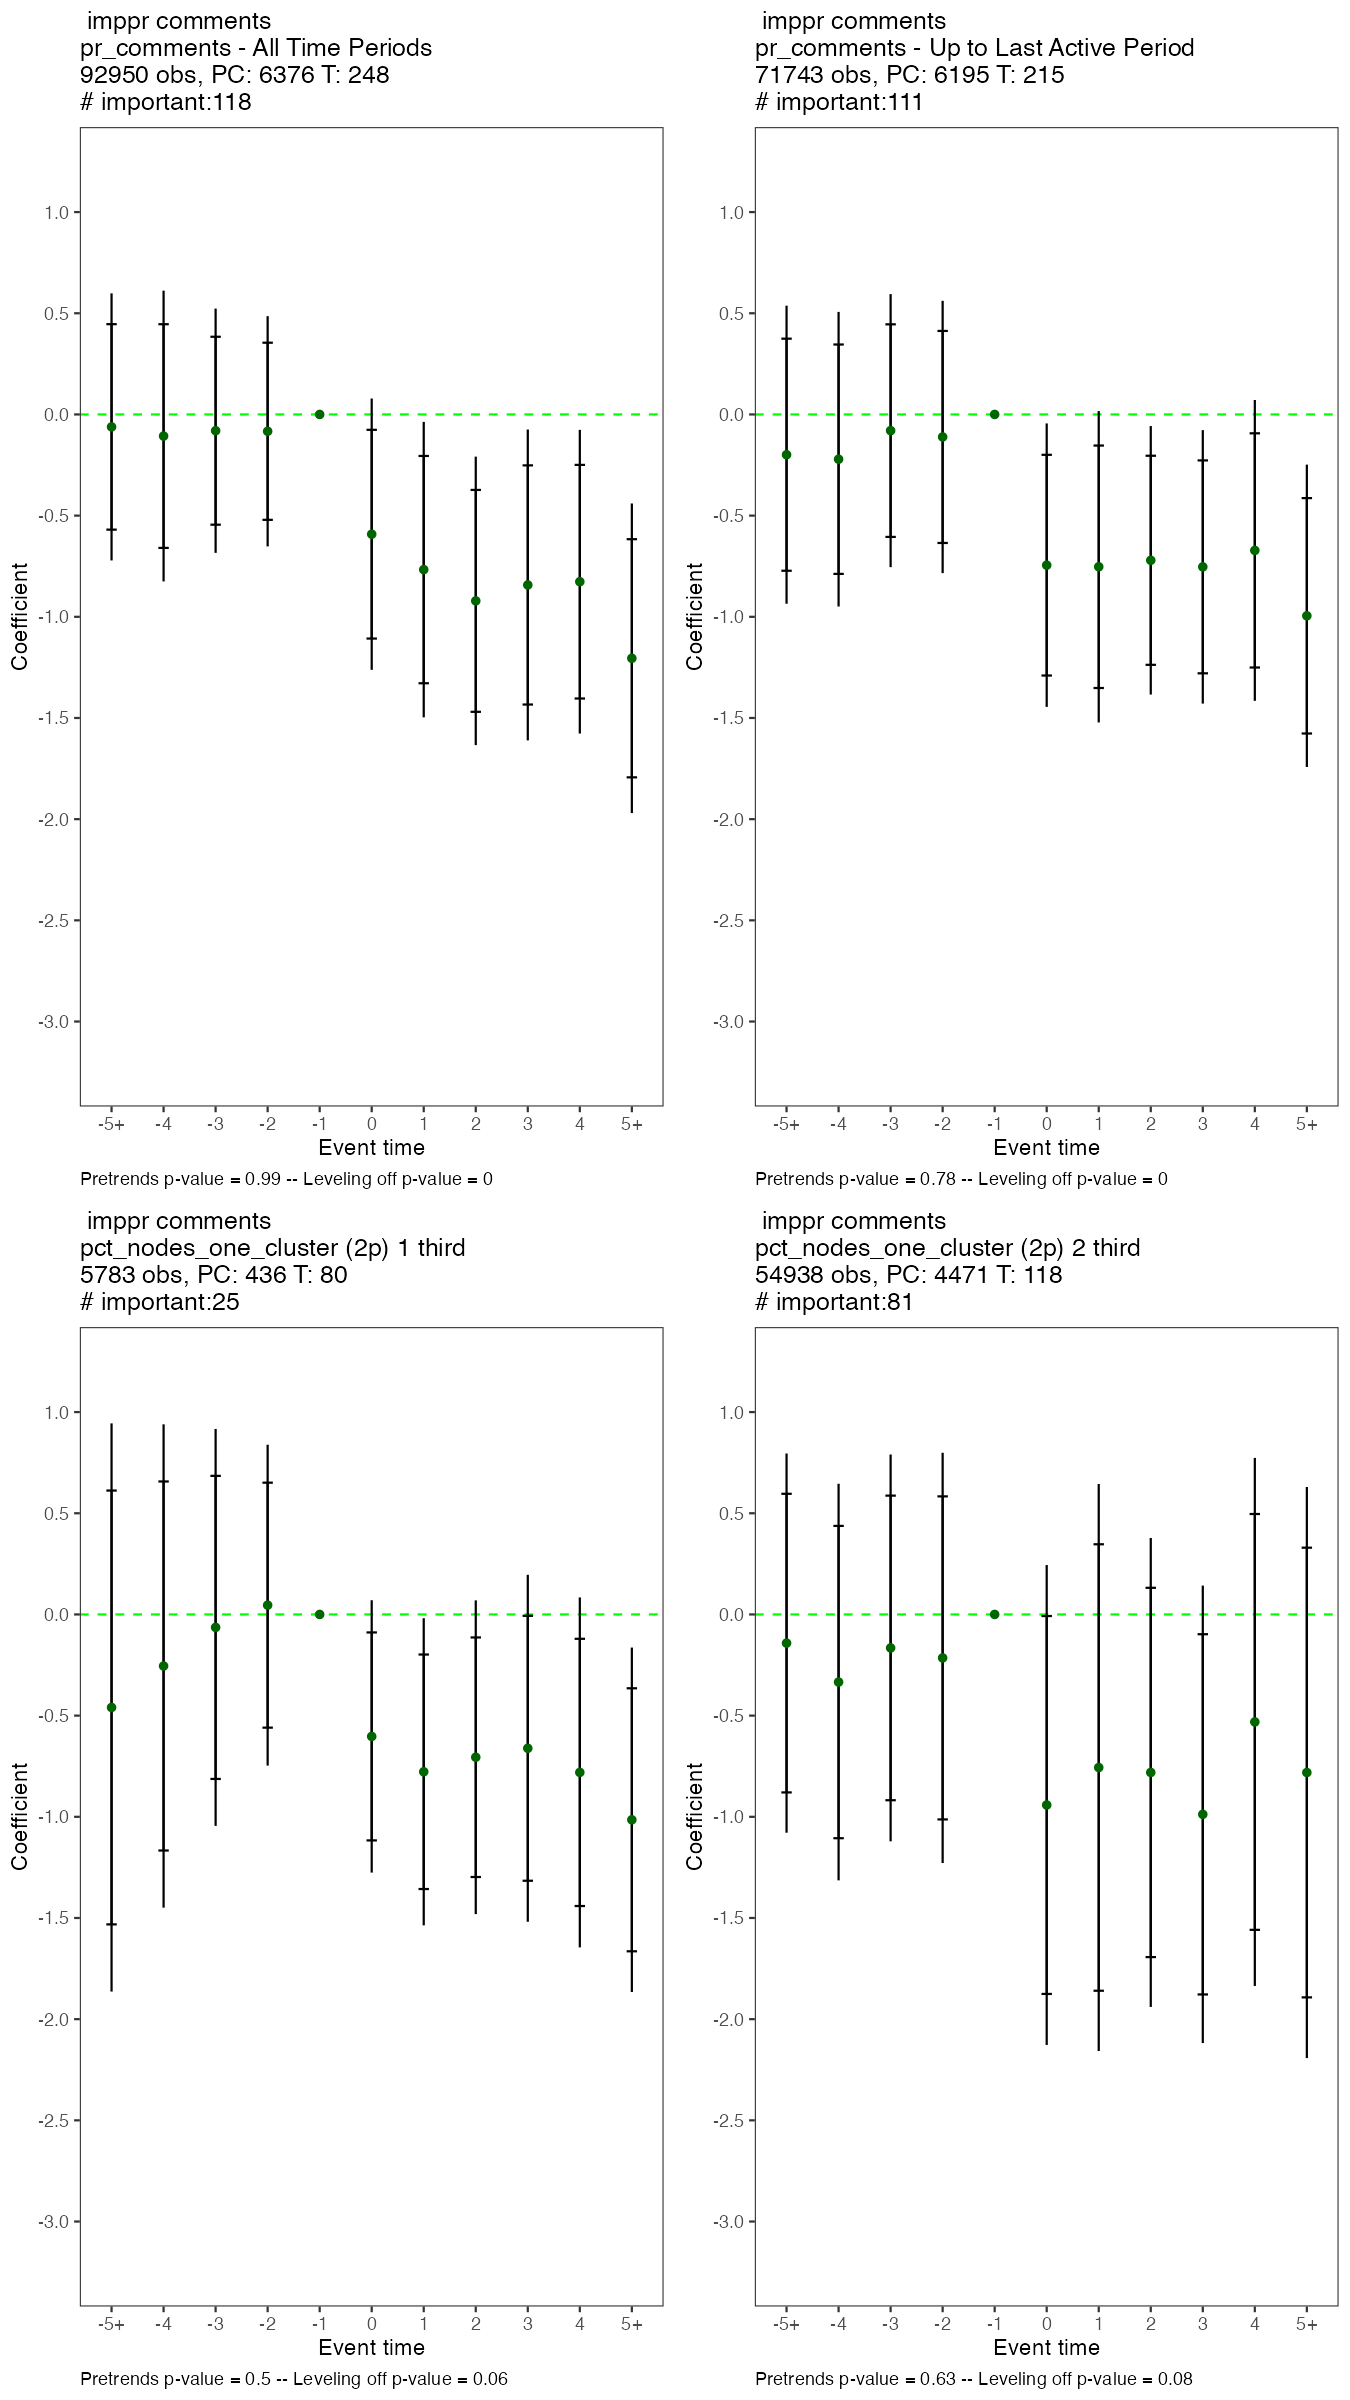 imppr comments
pr_comments - All Time Periods
92950 obs, PC: 6376 T: 248
# important:118
1.0
0.5
0.0
-0.5
-1.0
-1.5
-2.0
-2.5
-3.0
Coefficient
-5+ -4 -3 -2 -1 0 1 2 3 4 5+
Event time
Pretrends p-value = 0.99 -- Leveling off p-value = 0
imppr comments
pr_comments - Up to Last Active Period
71743 obs, PC: 6195 T: 215
# important:111
1.0
0.5
0.0
-0.5
-1.0
-1.5
-2.0
-2.5
-3.0
Coefficient
-5+ -4 -3 -2 -1 0 1 2 3 4 5+
Event time
Pretrends p-value = 0.78 -- Leveling off p-value = 0
imppr comments
pct_nodes_one_cluster (2p) 1 third
5783 obs, PC: 436 T: 80
# important:25
1.0
0.5
0.0
-0.5
-1.0
-1.5
-2.0
-2.5
-3.0
Coefficient
-5+ -4 -3 -2 -1 0 1 2 3 4 5+
Event time
Pretrends p-value = 0.5 -- Leveling off p-value = 0.06
imppr comments
pct_nodes_one_cluster (2p) 2 third
54938 obs, PC: 4471 T: 118
# important:81
1.0
0.5
0.0
-0.5
-1.0
-1.5
-2.0
-2.5
-3.0
Coefficient
-5+ -4 -3 -2 -1 0 1 2 3 4 5+
Event time
Pretrends p-value = 0.63 -- Leveling off p-value = 0.08